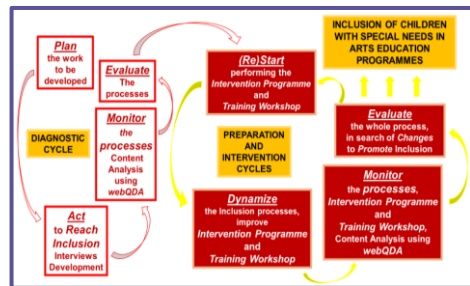 Plan
the work
to be
developed
Evaluate
The
processes
Monitor
the
processes
Content
Analysis
using
webQDA
DIAGNOSTIC
CYCLE
Act
to Reach
Inclusion
Interviews
Development
(Re)Start
performing the
Intervention Programme
and
Training Workshop
PREPARATION
AND
INTERVENTION
CYCLES
Dynamize
the Inclusion processes,
improve
Intervention Programme
and
Training Workshop
INCLUSION OF CHILDREN
WITH SPECIAL NEEDS IN
ARTS EDUCATION
PROGRAMMES
Evaluate
the whole process,
in search of Changes
to Promote Inclusion
Monitor
the processes,
Intervention Programme
and
Training Workshop,
Content Analysis using
webQDA